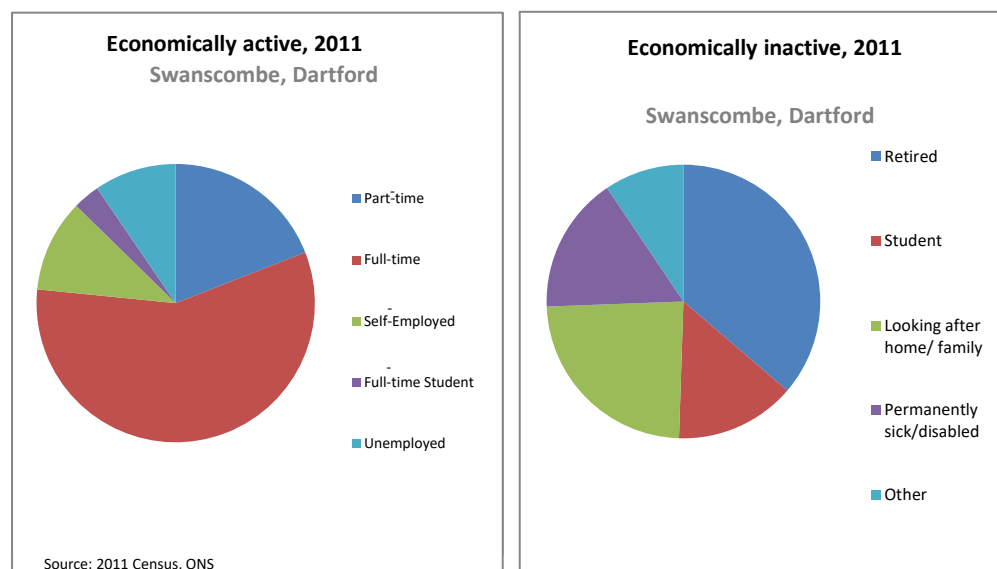 Economically active, 2011
Swanscombe, Dartford
Part-time
Full-time
Self-Employed
Full-time Student
Unemployed
Source: 2011 Census, ONS
Economically inactive, 2011
Swanscombe, Dartford
Retired
Student
Looking after
home/ family
Permanently
sick/disabled
Other